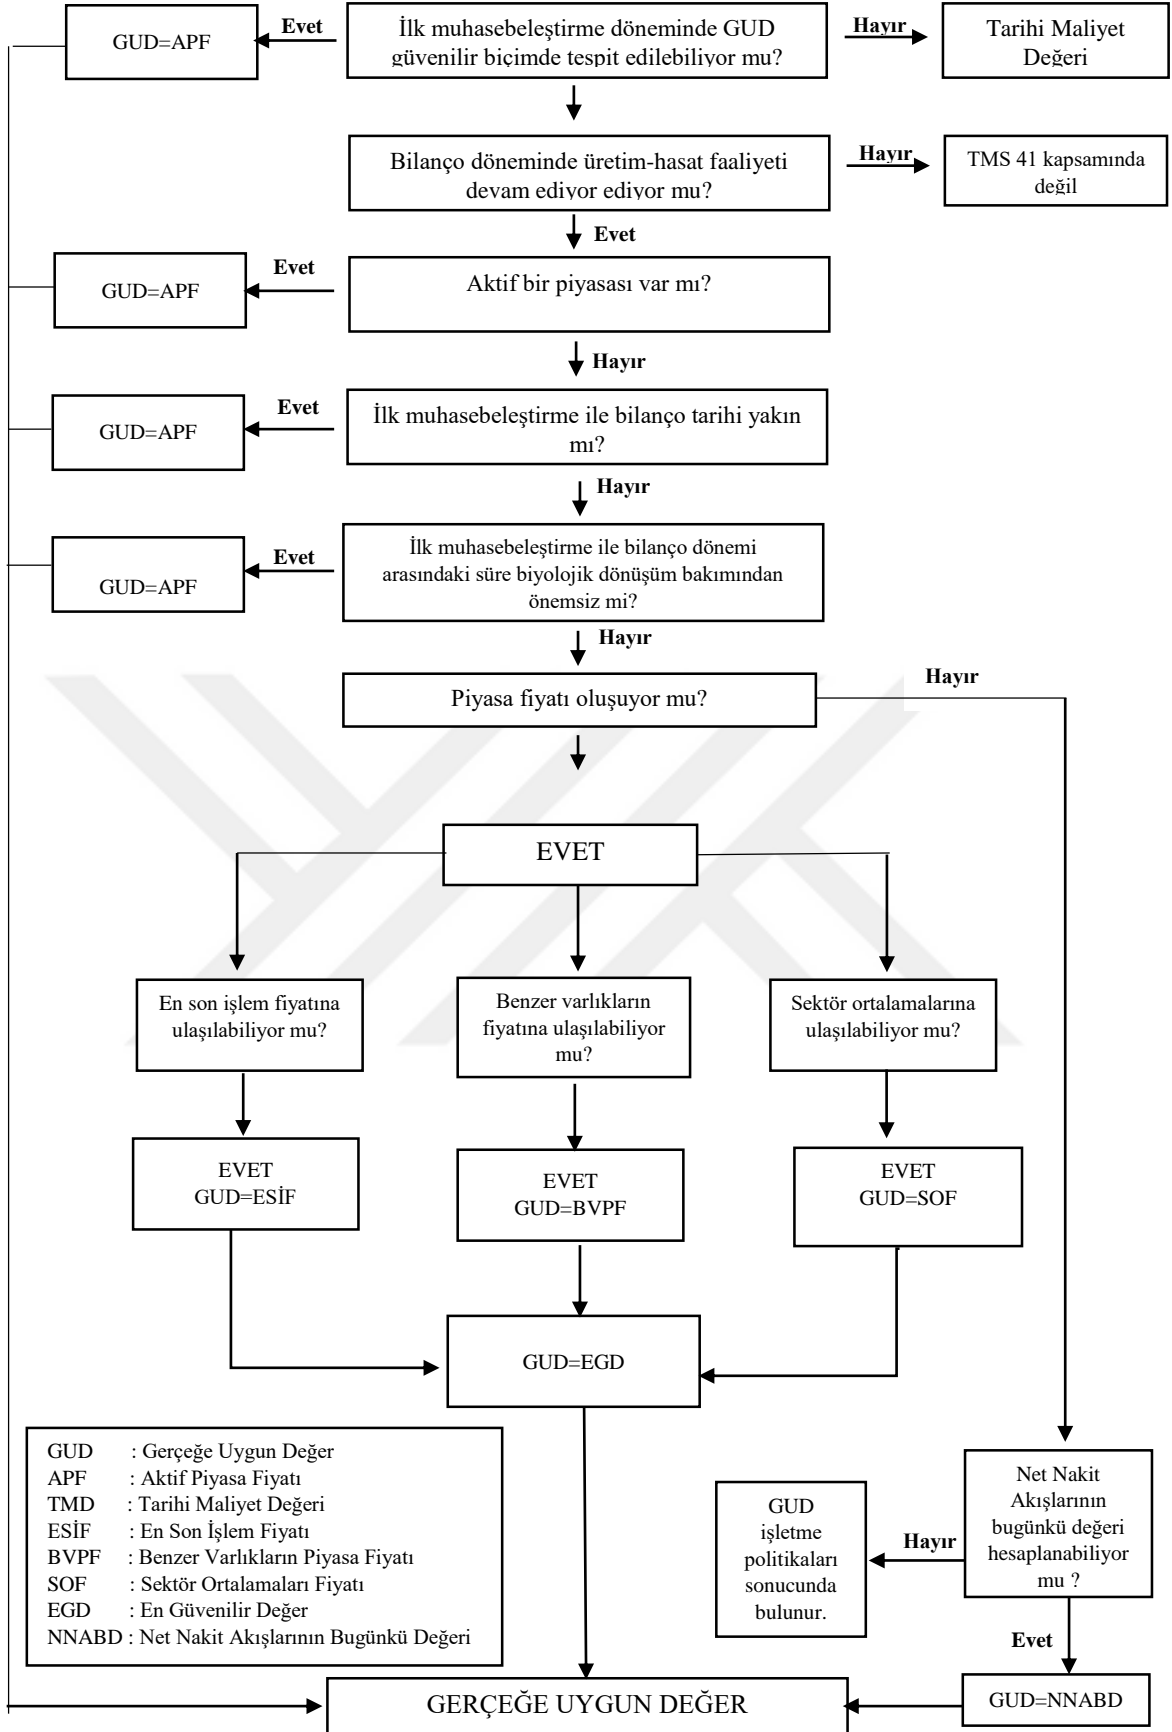 GUD=APF
Evet
İlk muhasebeleştirme döneminde GUD
güvenilir biçimde tespit edilebiliyor mu?
Hayır
Tarihi Maliyet
Değeri
Bilanço döneminde üretim-hasat faaliyeti
devam ediyor ediyor mu?
Hayır
TMS 41 kapsamında
değil
Evet
GUD=APF
Evet
Aktif bir piyasası var mı?
Hayır
GUD=APF
Evet
İlk muhasebeleştirme ile bilanço tarihi yakın
mı?
Hayır
GUD=APF
Evet
İlk muhasebeleştirme ile bilanço dönemi
arasındaki süre biyolojik dönüşüm bakımından
önemsiz mi?
Hayır
Piyasa fiyatı oluşuyor mu?
Hayır
EVET
En son işlem fiyatına
ulaşılabiliyor mu?
Benzer varlıkların
fiyatına ulaşılabiliyor
mu?
Sektör ortalamalarına
ulaşılabiliyor mu?
EVET
GUD=ESİF
EVET
GUD=BVPF
EVET
GUD=SOF
GUD=EGD
GUD : Gerçeğe Uygun Değer
APF : Aktif Piyasa Fiyatı
TMD : Tarihi Maliyet Değeri
ESİF : En Son İşlem Fiyatı
BVPF : Benzer Varlıkların Piyasa Fiyatı
SOF : Sektör Ortalamaları Fiyatı
EGD : En Güvenilir Değer
NNABD : Net Nakit Akışlarının Bugünkü Değeri
GUD
işletme
politikaları
sonucunda
bulunur.
Hayır
Net Nakit
Akışlarının
bugünkü değeri
hesaplanabiliyor
mu ?
Evet
GERÇEĞE UYGUN DEĞER
GUD=NNABD